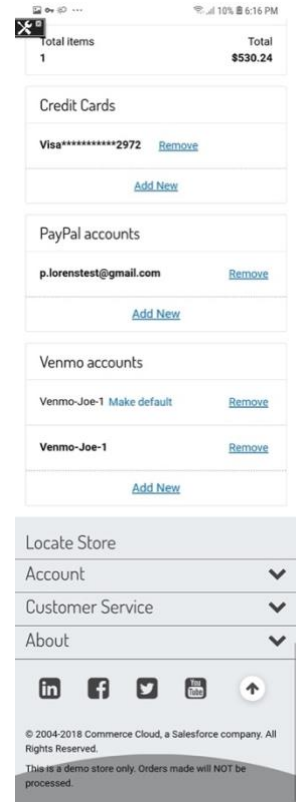 10% 6:16 PM
Total items Total
1 $530.24
Credit Cards
Visa***********2972 Remove
Add New
PayPal accounts
p.lorenstest@gmail.com Remove
Add New
Venmo accounts
Venmo-Joe-1 Make default Remove
Venmo-Joe-1 Remove
Add New
Locate Store
Account
Customer Service
About
in f You Tube
© 2004-2018 Commerce Cloud, a Salesforce company. All
Rights Reserved.
This is a demo store only. Orders made will NOT be
processed.